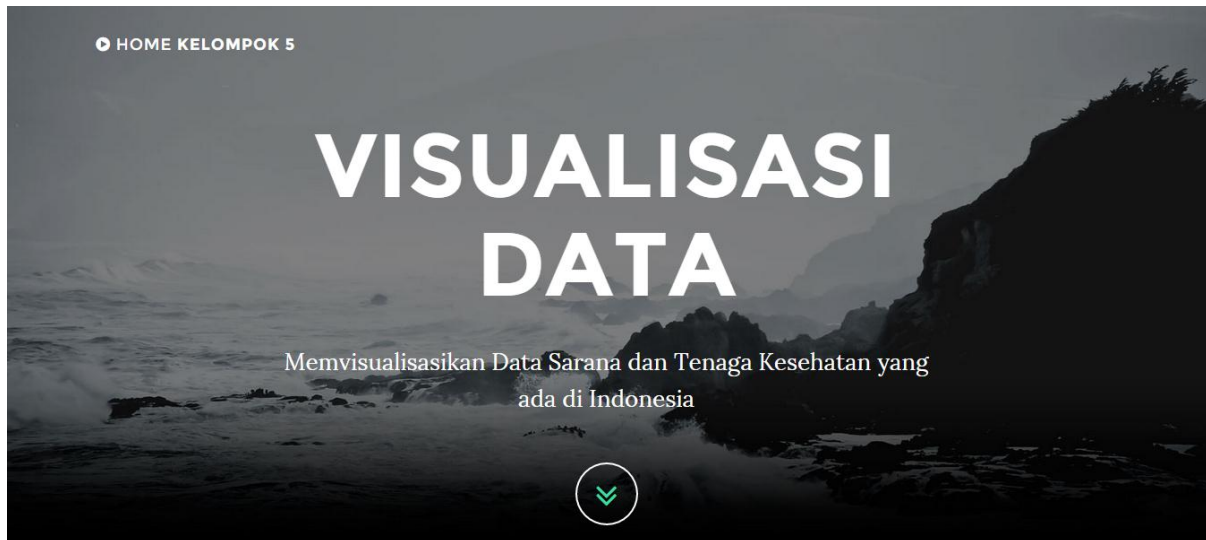 HOME KELOMPOK 5
VISUALISASI
DATA
Memvisualisasikan Data Sarana dan Tenaga Kesehatan yang
ada di Indonesia